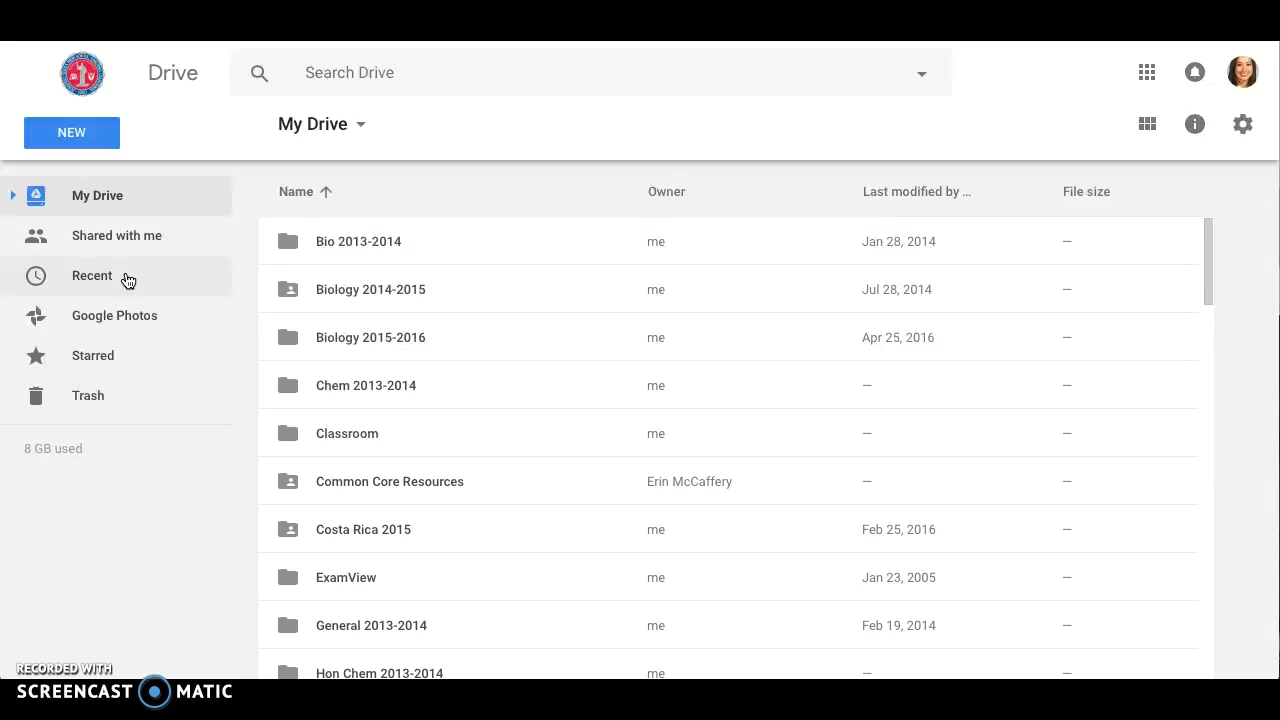 Drive
Search Drive
NEW
My Drive
My Drive
Shared with me
Recent
Google Photos
Starred
Trash
8 GB used
Name Owner Last modified by ... File size
Bio 2013-2014 me Jan 28, 2014 —
Biology 2014-2015 me Jul 28, 2014 —
Biology 2015-2016 me Apr 25, 2016 —
Chem 2013-2014 me — —
Classroom me — —
Common Core Resources Erin McCaffery — —
Costa Rica 2015 me Feb 25, 2016 —
ExamView me Jan 23, 2005 —
General 2013-2014 me Feb 19, 2014 —
Hon Chem 2013-2014 me — —
RECORDED WITH
SCREENCAST MATIC